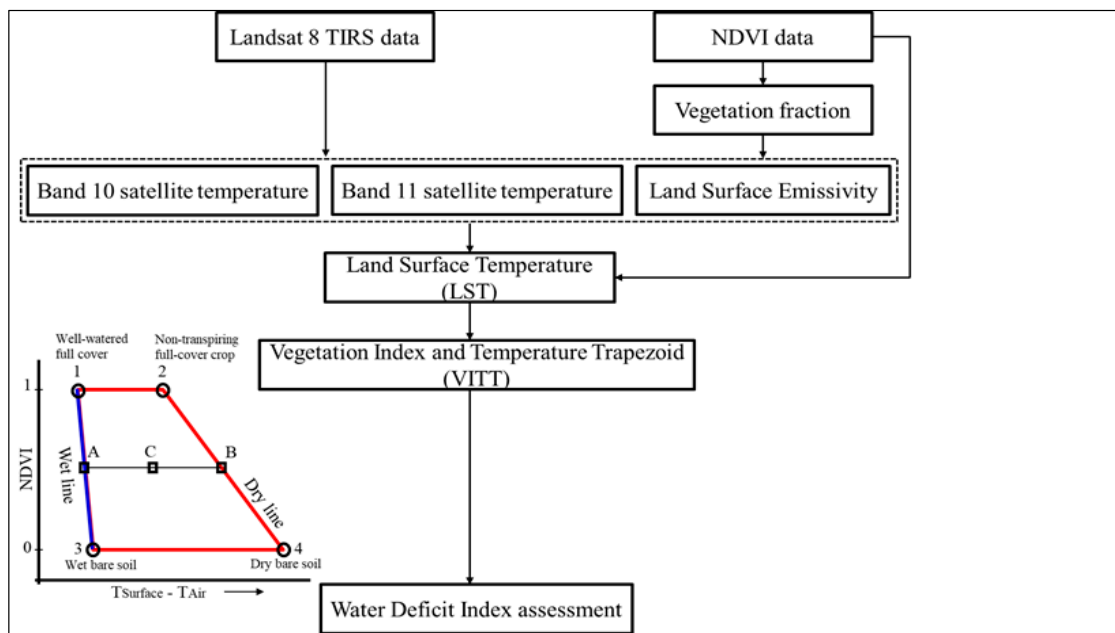 Landsat 8 TIRS data
NDVI data
Vegetation fraction
Band 10 satellite temperature
Band 11 satellite temperature
Land Surface Emissivity
Land Surface Temperature
(LST)
Vegetation Index and Temperature Trapezoid
(VITT)
Well-watered
full cover
Non-transpiring
full-cover crop
1
2
1
A
C
B
NDVI
Wet line
Dry line
0
3
4
Wet bare soil
Dry bare soil
TSurface - TAir
Water Deficit Index assessment